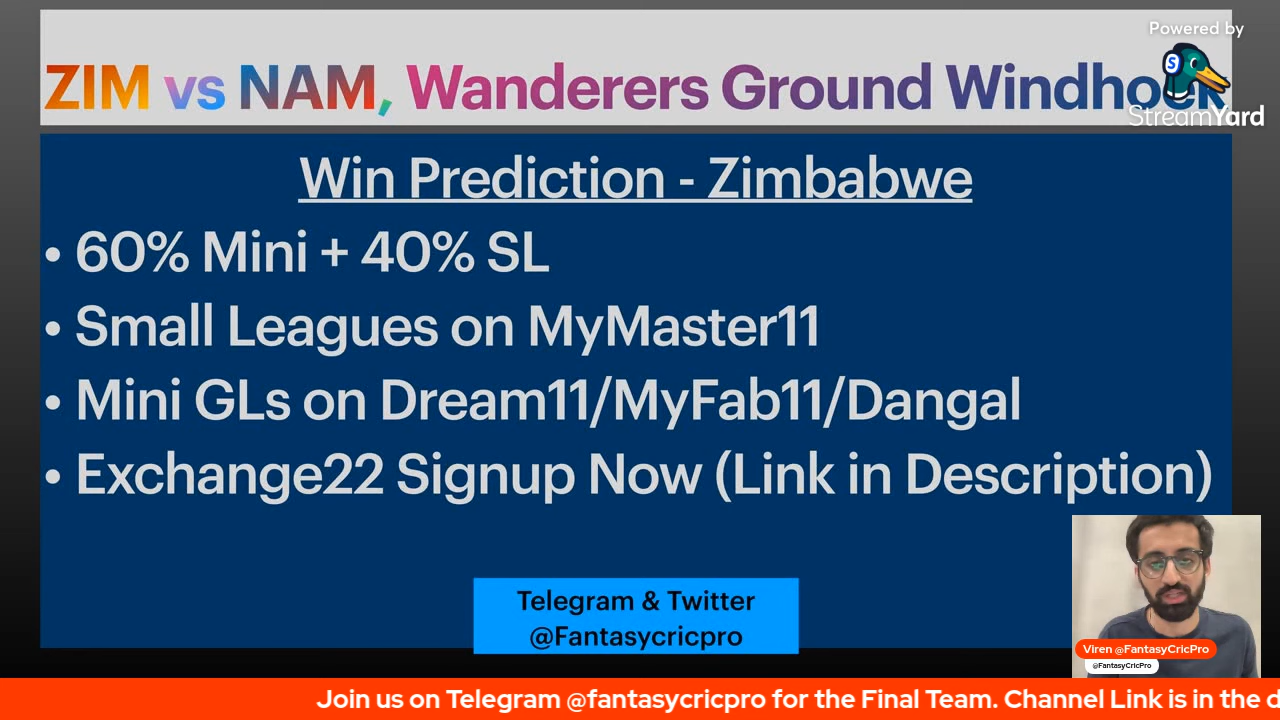 Powered by
StreamYard
ZIM vs NAM, Wanderers Ground Windhoek
Win Prediction - Zimbabwe
• 60% Mini + 40% SL
• Small Leagues on MyMaster11
• Mini GLs on Dream11/MyFab11/Dangal
• Exchange22 Signup Now (Link in Description)
Telegram & Twitter
@Fantasycricpro
Viren @FantasyCricPro
@FantasyCricPro
Join us on Telegram @fantasycricpro for the Final Team. Channel Link is in the d